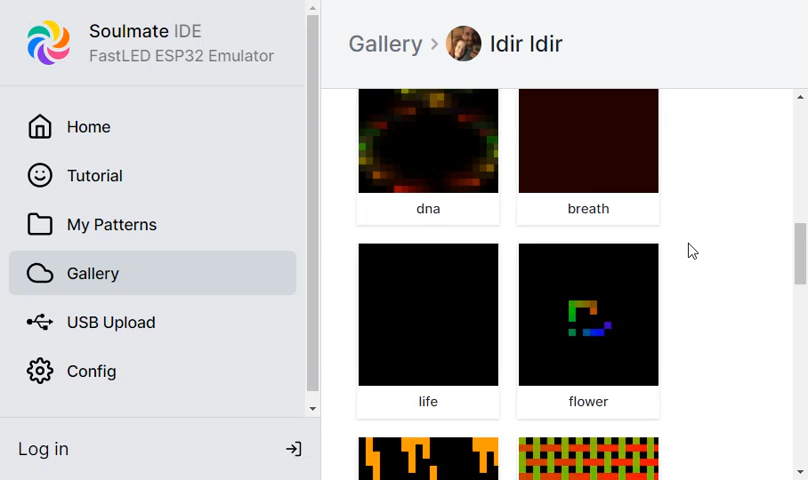 Soulmate IDE
FastLED ESP32 Emulator
Home
Tutorial
My Patterns
Gallery
USB Upload
Config
Log in
Gallery › Idir Idir
dna
breath
life
flower